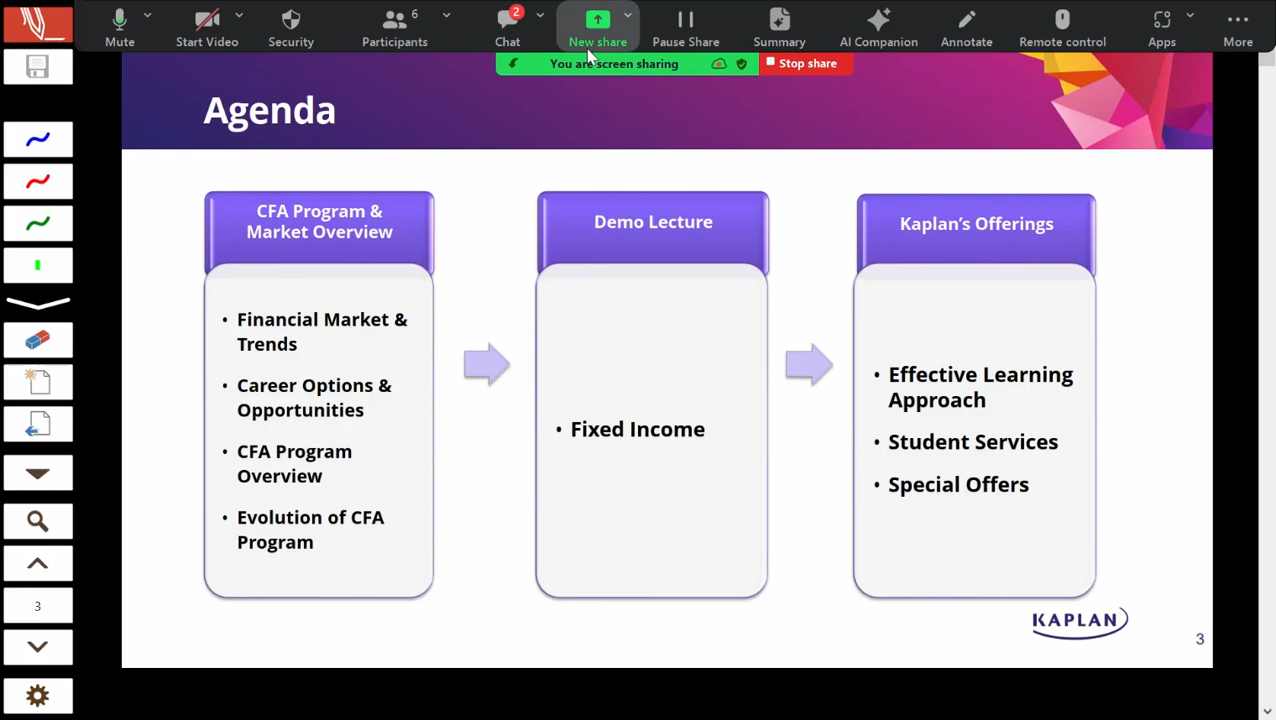 Mute
Start Video
Security
Participants
6
Chat
2
New share
Pause Share
Summary
AI Companion
Annotate
Remote control
Apps
More
You are screen sharing
Stop share
Agenda
CFA Program &
Market Overview
Financial Market &
Trends
Career Options &
Opportunities
CFA Program
Overview
Evolution of CFA
Program
Demo Lecture
Fixed Income
Kaplan's Offerings
Effective Learning
Approach
Student Services
Special Offers
KAPLAN
3
3